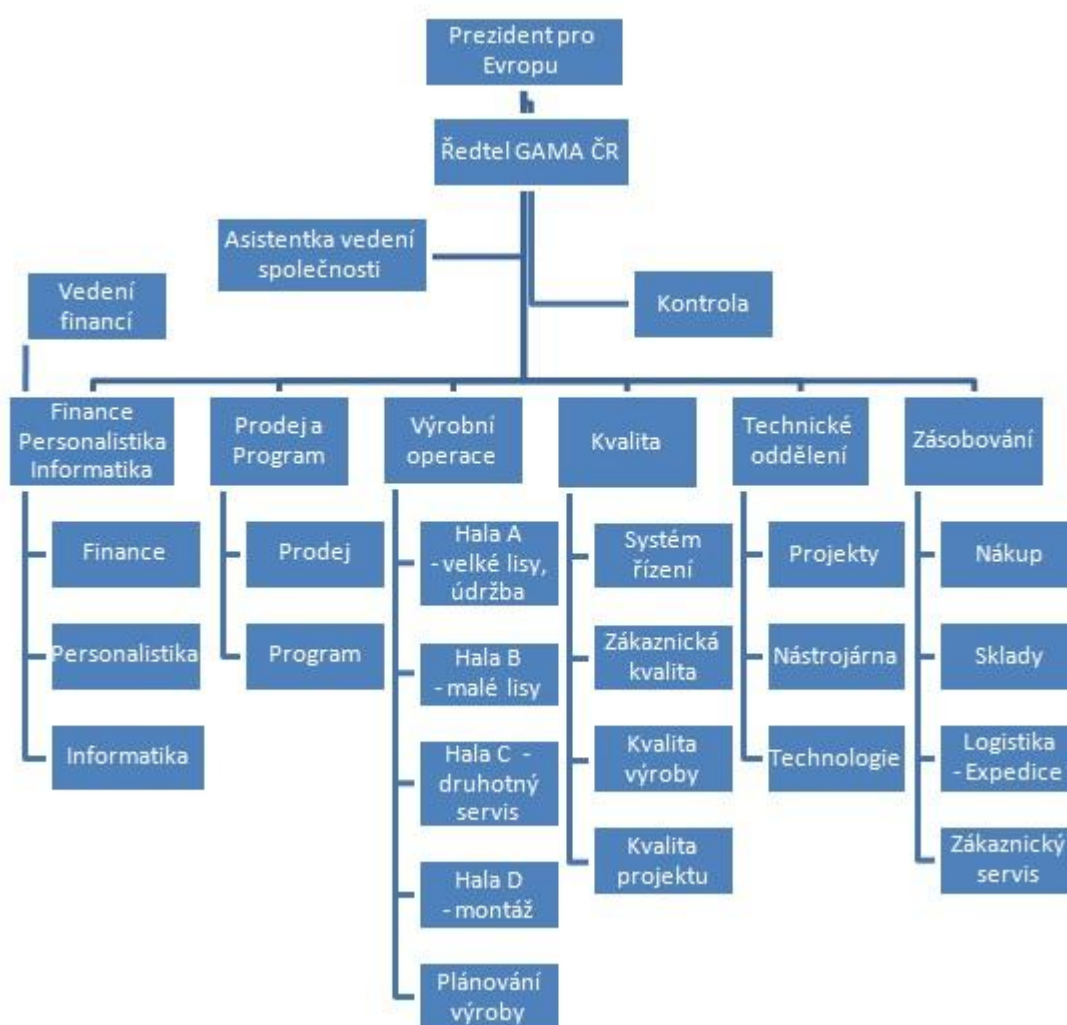 Prezident pro
Evropu
Ředtel GAMA ČR
Asistentka vedení
společnosti
Vedení
financí
Kontrola
Finance
Personalistika
Informatika
Prodej a
Program
Výrobní
operace
Kvalita
Technické
oddělení
Zásobování
Finance
Personalistika
Informatika
Prodej
Program
Hala A
- velké lisy,
údržba
Hala B
- malé lisy
Hala C -
druhotný
servis
Hala D
- montáž
Plánování
výroby
Systém
řízení
Zákaznická
kvalita
Kvalita
výroby
Kvalita
projektu
Projekty
Nástrojárna
Technologie
Nákup
Sklady
Logistika
- Expedice
Zákaznický
servis